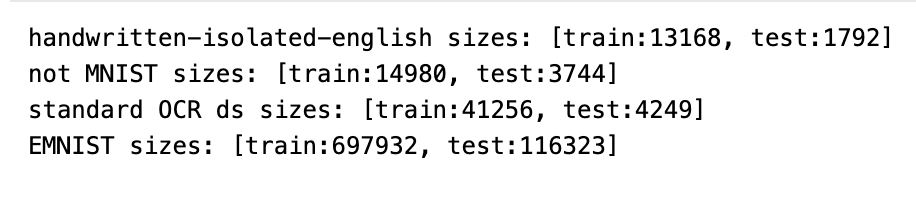 handwritten-isolated-english sizes: [train:13168, test:1792]
not MNIST sizes: [train:14980, test:3744]
standard OCR ds sizes: [train:41256, test:4249]
EMNIST sizes: [train:697932, test:116323]